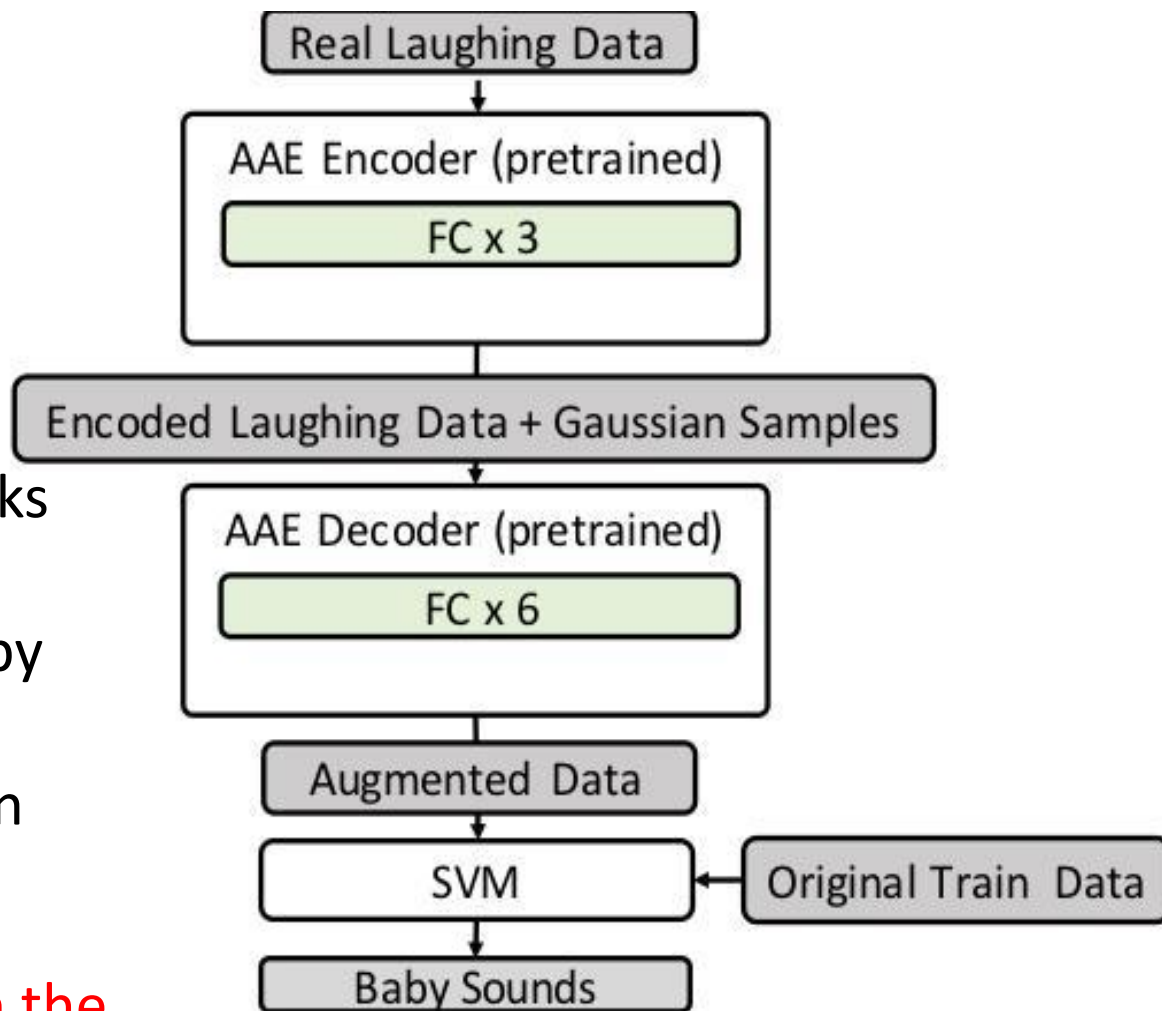 Real Laughing Data
AAE Encoder (pretrained)
FC x 3
Encoded Laughing Data + Gaussian Samples
AAE Decoder (pretrained)
FC x 6
Augmented Data
SVM
Original Train Data
Baby Sounds
the